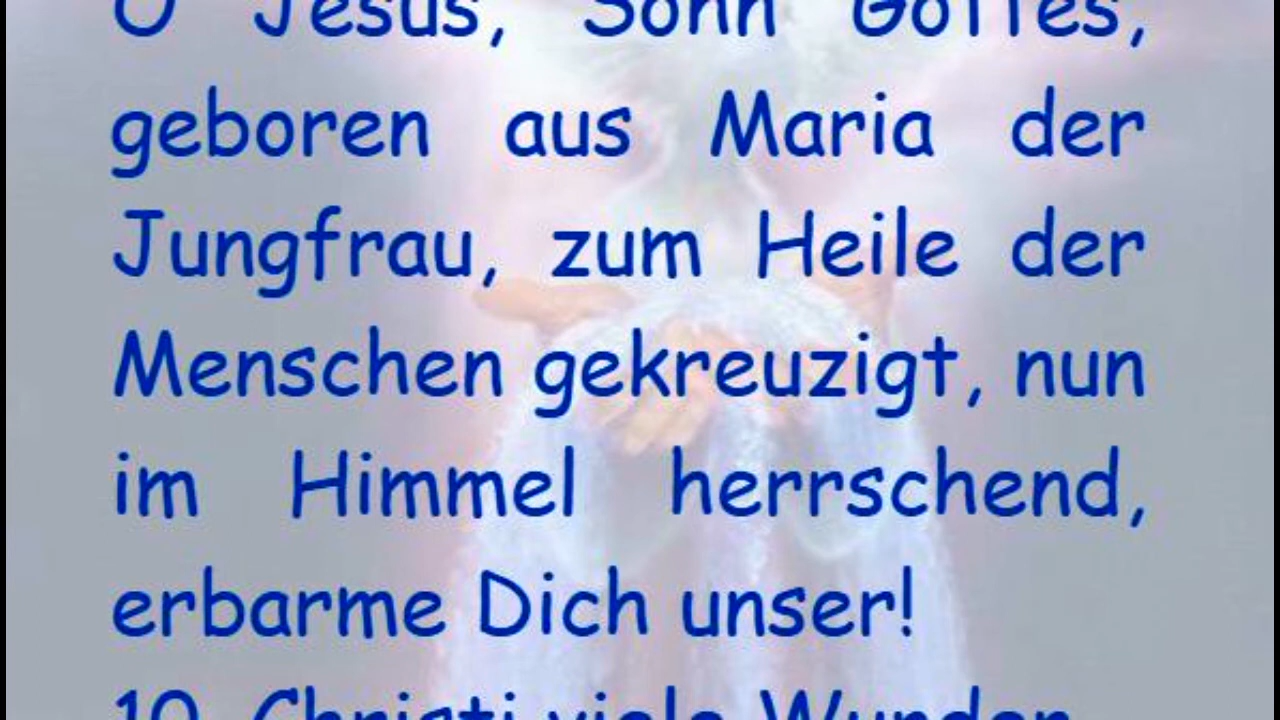 O Jesus, Sohn Gottes,
geboren aus Maria der
Jungfrau, zum Heile der
Menschen gekreuzigt, nun
im Himmel herrschend,
erbarme Dich unser!
10. Christi viele Wunder